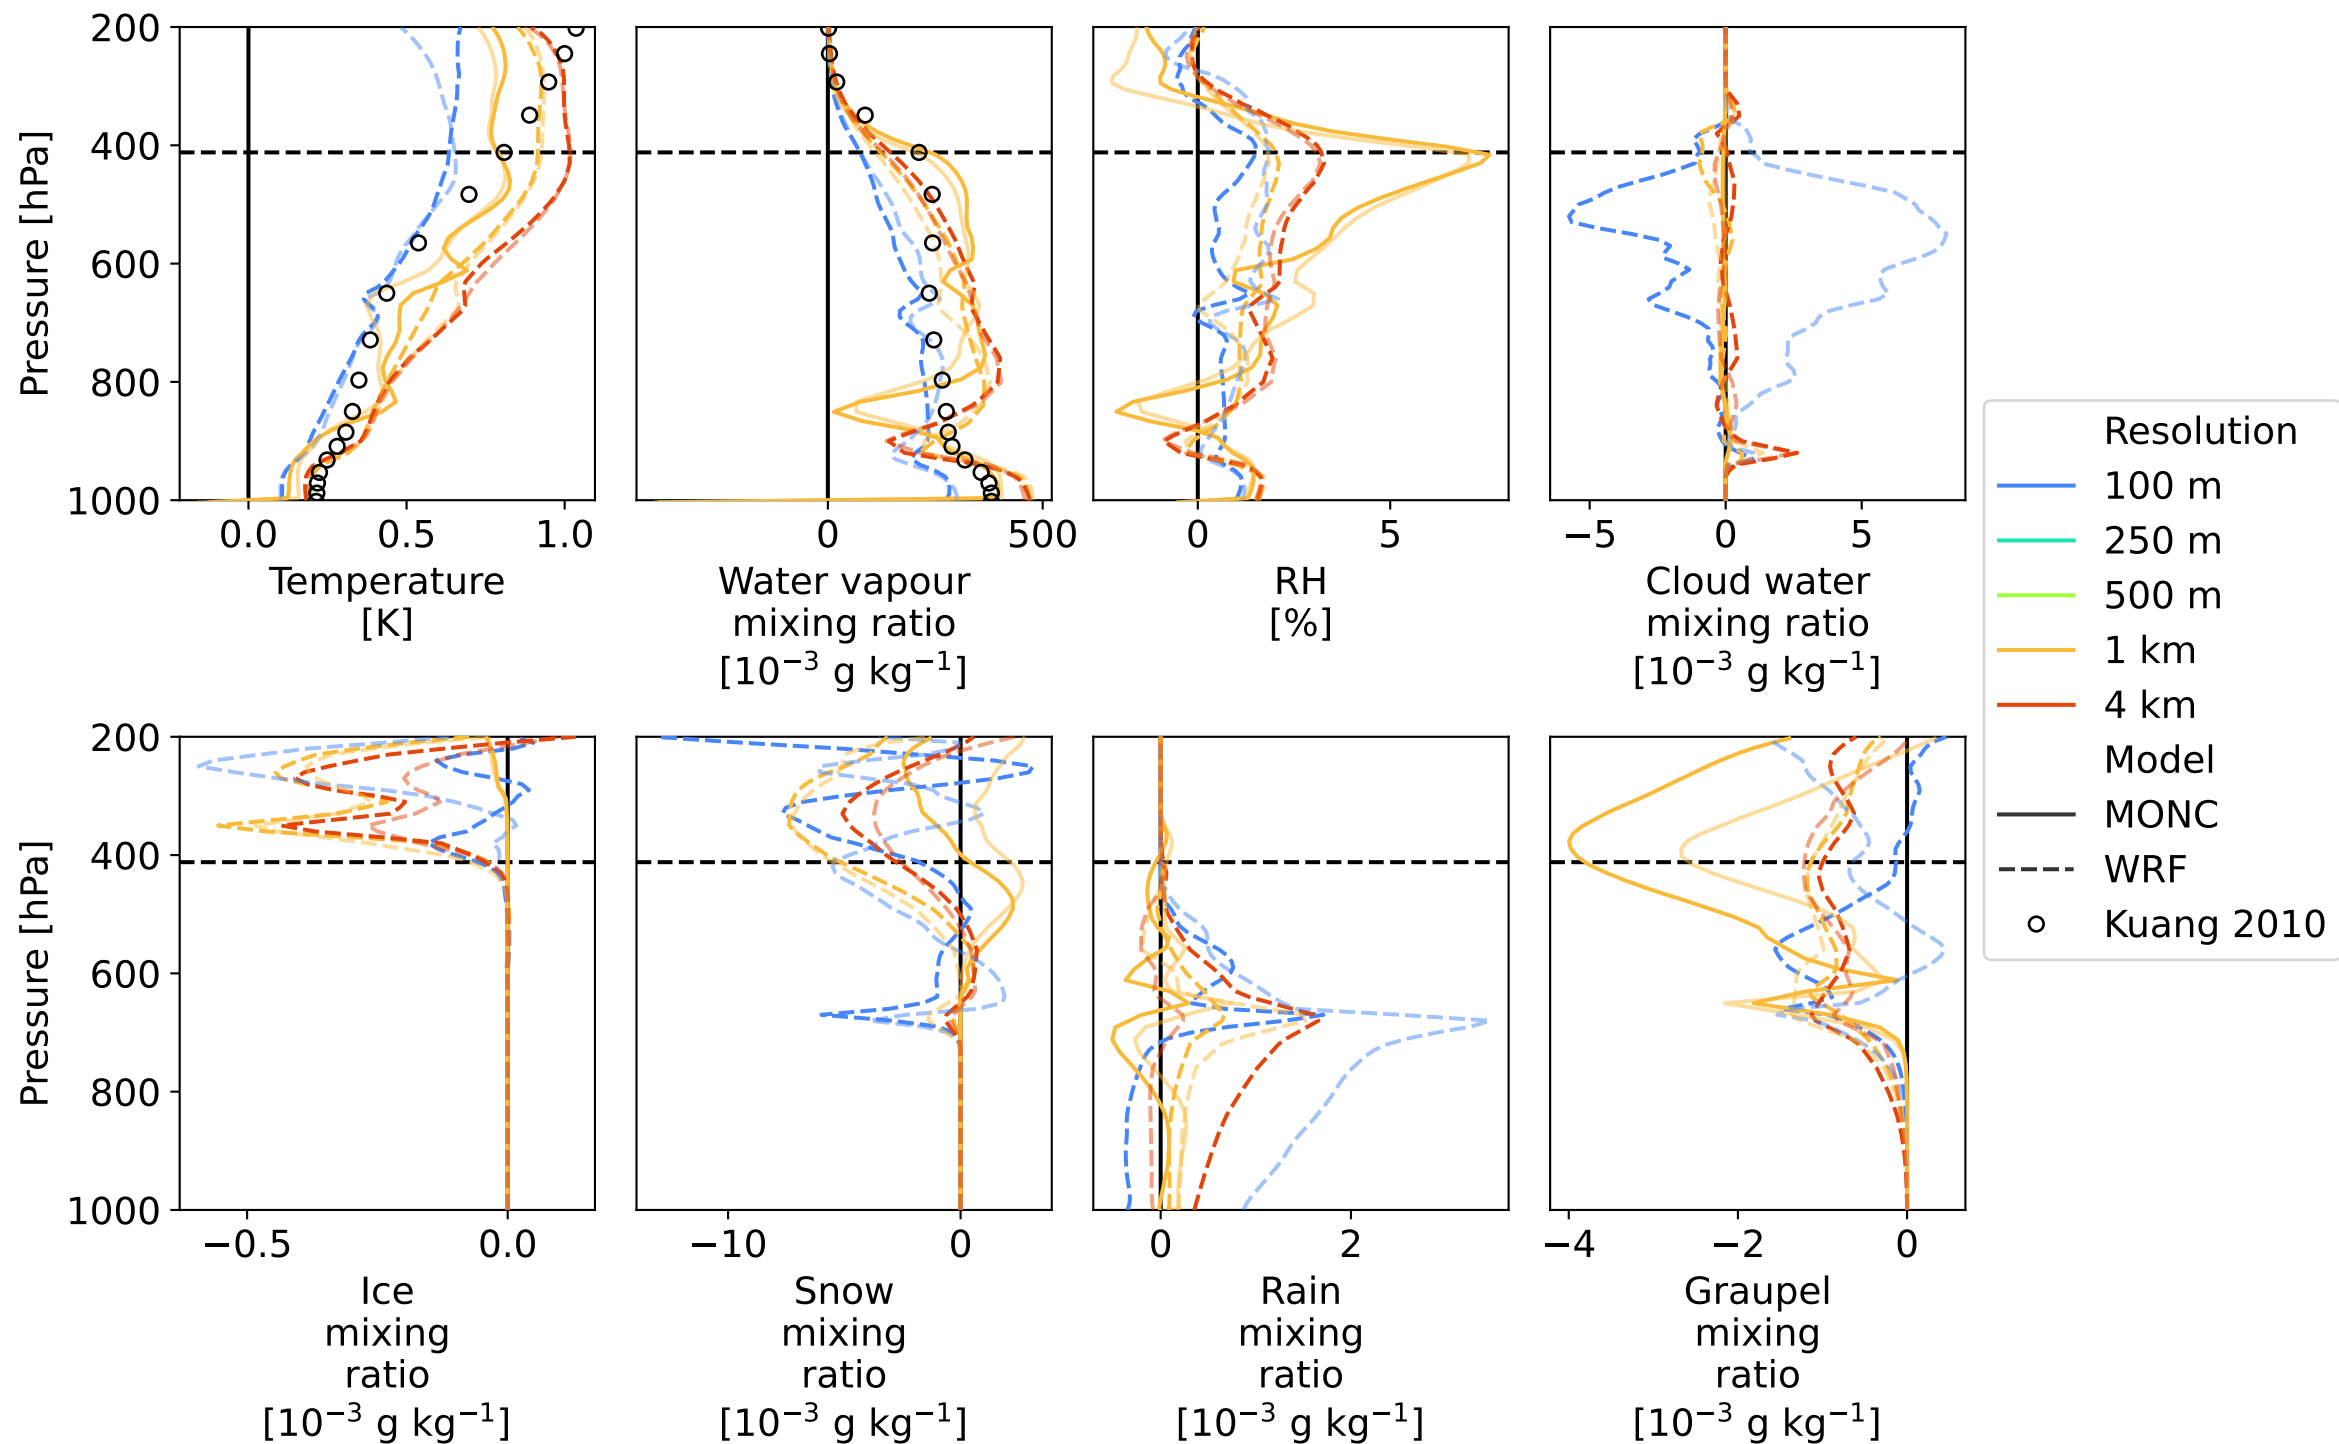 200
400
600
800
1000
Pressure [hPa]
0.0 0.5 1.0
Temperature
[K]
0 500
Water vapour
mixing ratio
[10⁻³ g kg⁻¹]
0 5
RH
[%]
−5 0 5
Cloud water
mixing ratio
[10⁻³ g kg⁻¹]
Resolution
100 m
250 m
500 m
1 km
4 km
Model
MONC
WRF
Kuang 2010
200
400
600
800
1000
Pressure [hPa]
−0.5 0.0
Ice
mixing
ratio
[10⁻³ g kg⁻¹]
−10 0
Snow
mixing
ratio
[10⁻³ g kg⁻¹]
0 2
Rain
mixing
ratio
[10⁻³ g kg⁻¹]
−4 −2 0
Graupel
mixing
ratio
[10⁻³ g kg⁻¹]